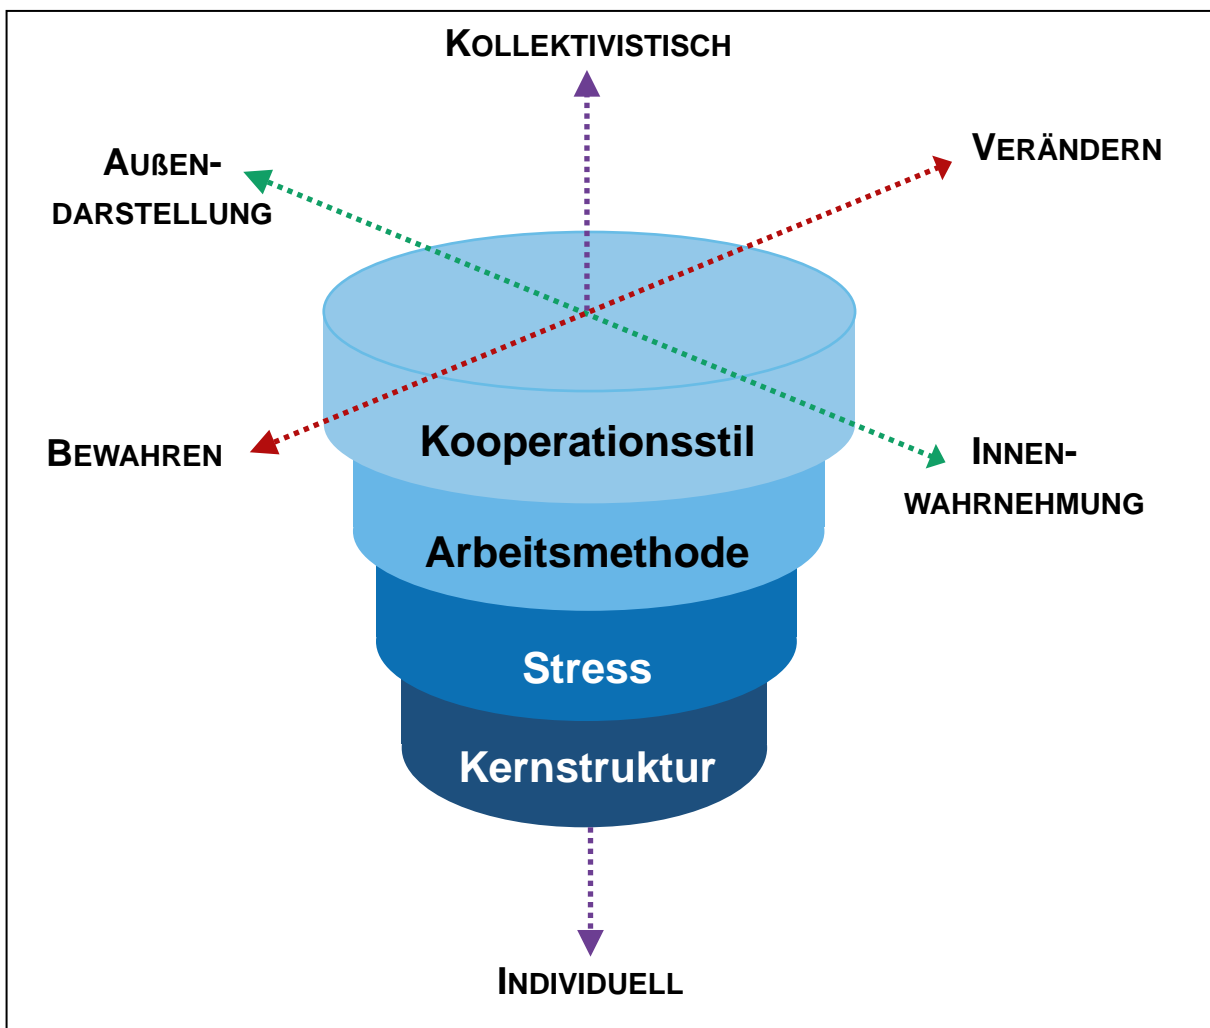 KOLLEKTIVISTISCH
VERÄNDERN
AUßEN-
DARSTELLUNG
Kooperationsstil
BEWAHREN
INNEN-
WAHRNEHMUNG
Arbeitsmethode
Stress
Kernstruktur
INDIVIDUELL